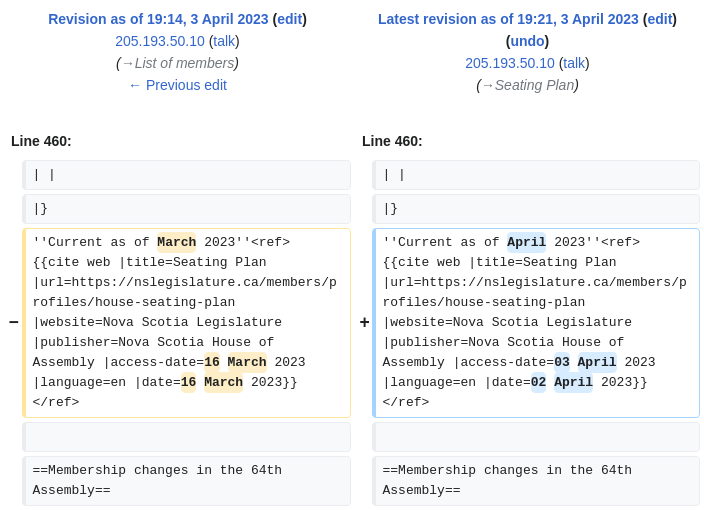 Revision as of 19:14, 3 April 2023 (edit)
205.193.50.10 (talk)
(→List of members)
← Previous edit
Latest revision as of 19:21, 3 April 2023 (edit)
(undo)
205.193.50.10 (talk)
(→Seating Plan)
Line 460:
| |
|}
− ''Current as of March 2023''<ref>
{{cite web |title=Seating Plan
|url=https://nslegislature.ca/members/p
rofiles/house-seating-plan
|website=Nova Scotia Legislature
|publisher=Nova Scotia House of
Assembly |access-date=16 March 2023
|language=en |date=16 March 2023}}
</ref>
==Membership changes in the 64th
Assembly==
Line 460:
| |
|}
+ ''Current as of April 2023''<ref>
{{cite web |title=Seating Plan
|url=https://nslegislature.ca/members/p
rofiles/house-seating-plan
|website=Nova Scotia Legislature
|publisher=Nova Scotia House of
Assembly |access-date=03 April 2023
|language=en |date=02 April 2023}}
</ref>
==Membership changes in the 64th
Assembly==